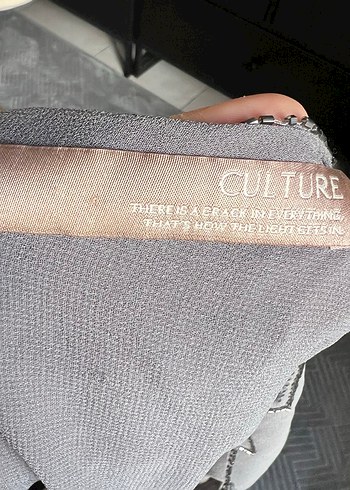 CULTURE
THERE IS A CRACK IN EVERYTHING,
THAT'S HOW THE LIGHT GETS IN.